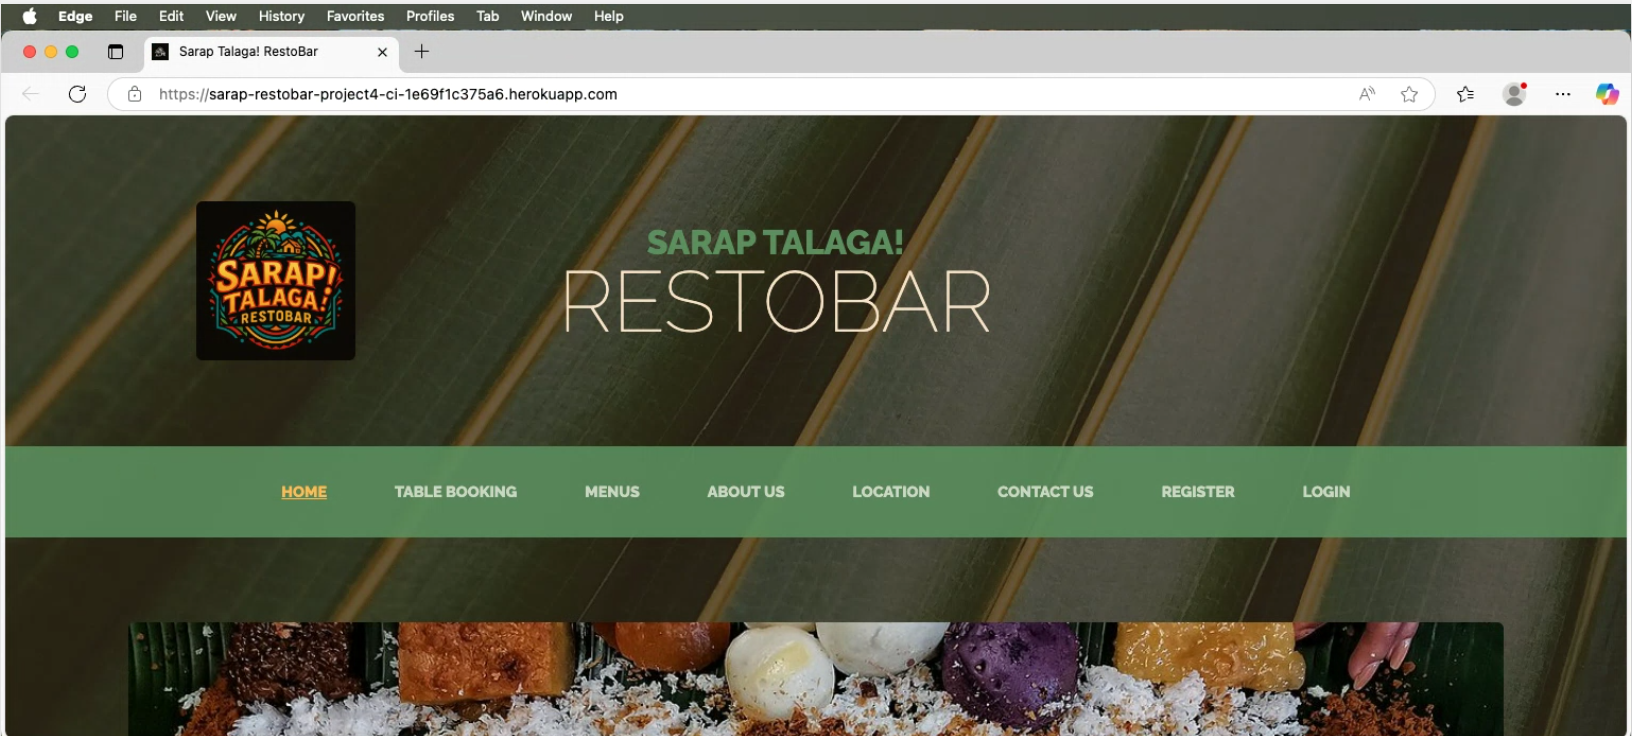 Edge File Edit View History Favorites Profiles Tab Window Help
Sarap Talaga! RestoBar
https://sarap-restobar-project4-ci-1e69f1c375a6.herokuapp.com
SARAP!
TALAGA!
RESTOBAR
SARAP TALAGA!
RESTOBAR
HOME TABLE BOOKING MENUS ABOUT US LOCATION CONTACT US REGISTER LOGIN